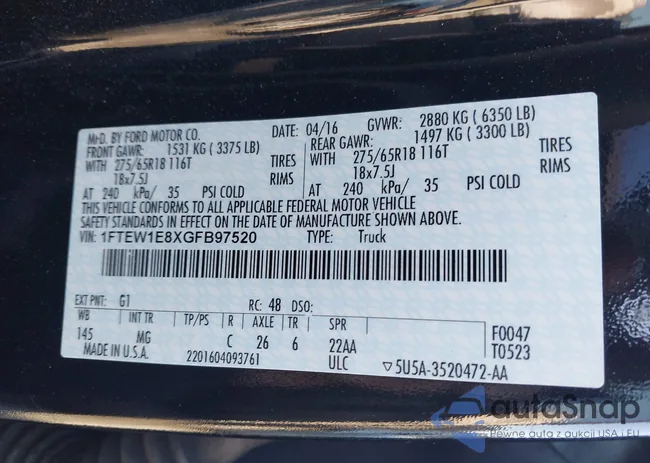 MFD. BY FORD MOTOR CO. DATE: 04/16 GVWR: 2880 KG ( 6350 LB)
FRONT GAWR: 1531 KG ( 3375 LB) REAR GAWR: 1497 KG ( 3300 LB)
WITH 275/65R18 116T TIRES WITH 275/65R18 116T TIRES
18x7.5J RIMS 18x7.5J RIMS
AT 240 kPa/ 35 PSI COLD AT 240 kPa/ 35 PSI COLD
THIS VEHICLE CONFORMS TO ALL APPLICABLE FEDERAL MOTOR VEHICLE
SAFETY STANDARDS IN EFFECT ON THE DATE OF MANUFACTURE SHOWN ABOVE.
VIN: 1FTEW1E8XGFB97520 TYPE: Truck
EXT PNT: G1 RC: 48 DSO:
WB INT TR TP/PS R AXLE TR SPR F0047
145 MG C 26 6 22AA T0523
MADE IN U.S.A. 2201604093761 ULC ▽5U5A-3520472-AA
autoSnap
Pewne auta z aukcji USA i EU